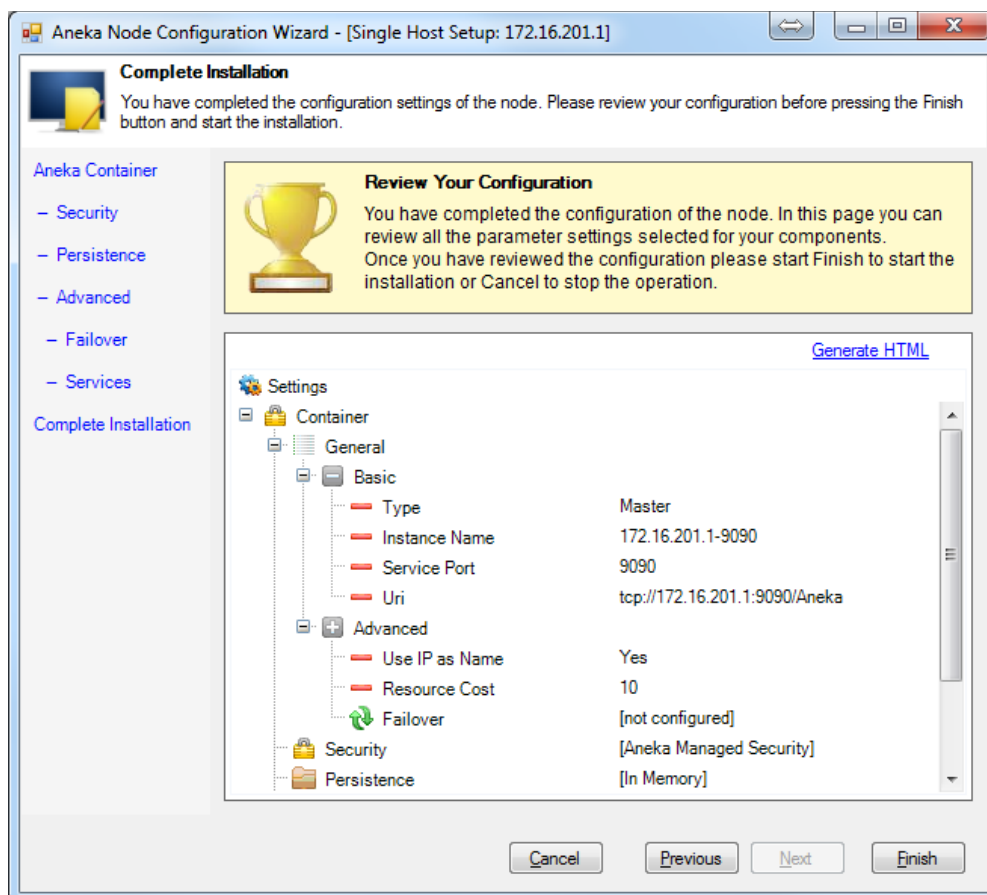 Aneka Node Configuration Wizard - [Single Host Setup: 172.16.201.1]
Complete Installation
You have completed the configuration settings of the node. Please review your configuration before pressing the Finish
button and start the installation.
Aneka Container
– Security
– Persistence
– Advanced
– Failover
– Services
Complete Installation
Review Your Configuration
You have completed the configuration of the node. In this page you can
review all the parameter settings selected for your components.
Once you have reviewed the configuration please start Finish to start the
installation or Cancel to stop the operation.
Generate HTML
Settings
Container
General
Basic
Type Master
Instance Name 172.16.201.1-9090
Service Port 9090
Uri tcp://172.16.201.1:9090/Aneka
Advanced
Use IP as Name Yes
Resource Cost 10
Failover [not configured]
Security [Aneka Managed Security]
Persistence [In Memory]
Cancel Previous Next Finish